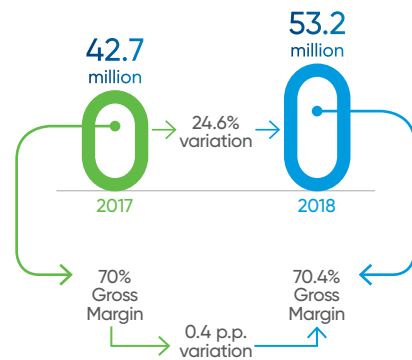 42.7
million
53.2
million
24.6%
variation
2017
2018
70%
Gross
Margin
70.4%
Gross
Margin
0.4 p.p.
variation